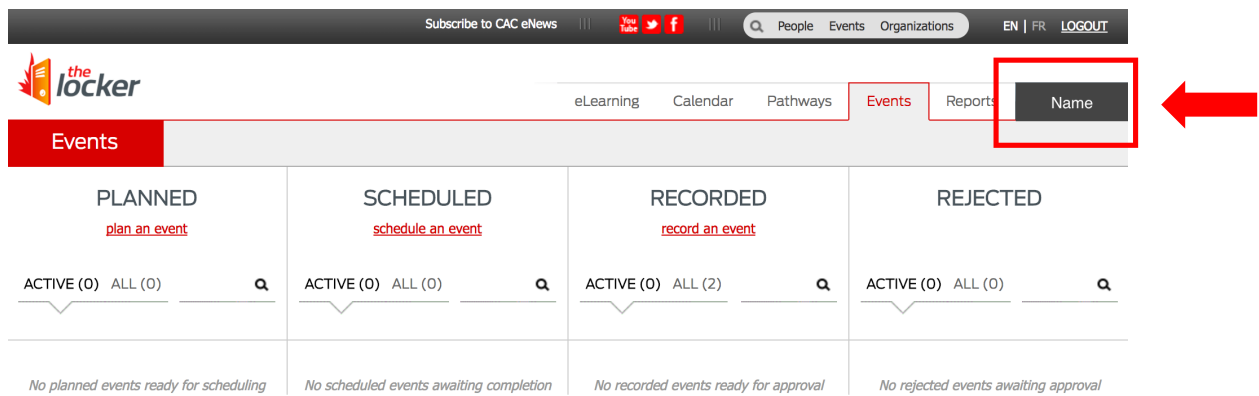 Subscribe to CAC eNews You Tube People Events Organizations EN | FR LOGOUT
the locker
eLearning Calendar Pathways Events Reports Name
Events
PLANNED SCHEDULED RECORDED REJECTED
plan an event schedule an event record an event
ACTIVE (0) ALL (0) ACTIVE (0) ALL (0) ACTIVE (0) ALL (2) ACTIVE (0) ALL (0)
No planned events ready for scheduling No scheduled events awaiting completion No recorded events ready for approval No rejected events awaiting approval